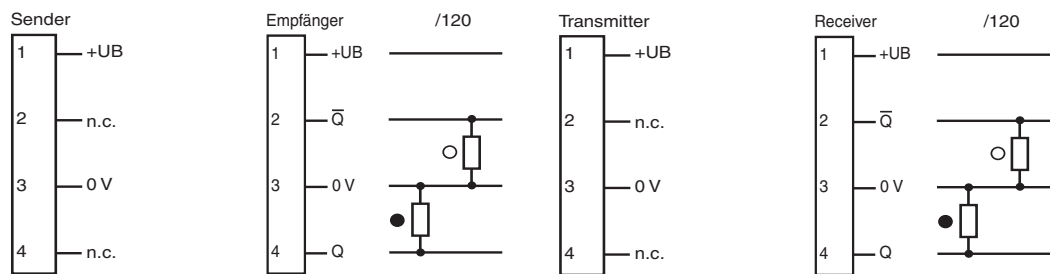 Sender
1 +UB
2 n.c.
3 0 V
4 n.c.
Empfänger /120
1 +UB
2 Q̅
3 0 V
4 Q
Transmitter
1 +UB
2 n.c.
3 0 V
4 n.c.
Receiver /120
1 +UB
2 Q̅
3 0 V
4 Q